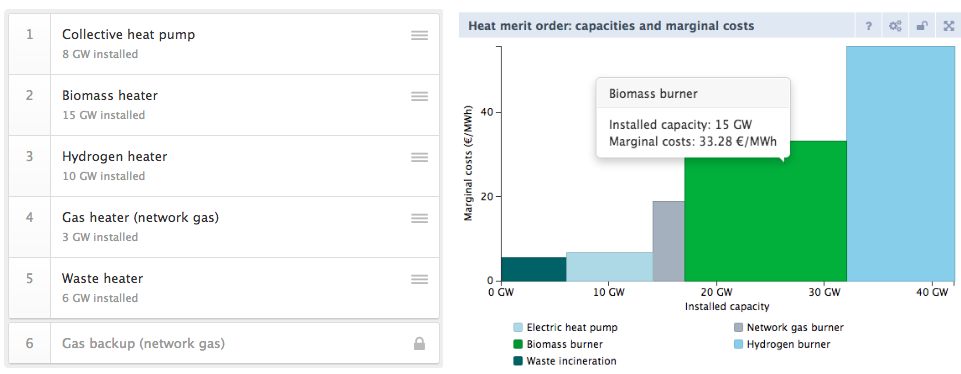 1
Collective heat pump
8 GW installed
2
Biomass heater
15 GW installed
3
Hydrogen heater
10 GW installed
4
Gas heater (network gas)
3 GW installed
5
Waste heater
6 GW installed
6
Gas backup (network gas)
Heat merit order: capacities and marginal costs
?
Marginal costs (€/MWh)
40
20
0
Biomass burner
Installed capacity: 15 GW
Marginal costs: 33.28 €/MWh
0 GW 10 GW 20 GW 30 GW 40 GW
Installed capacity
Electric heat pump Network gas burner
Biomass burner Hydrogen burner
Waste incineration